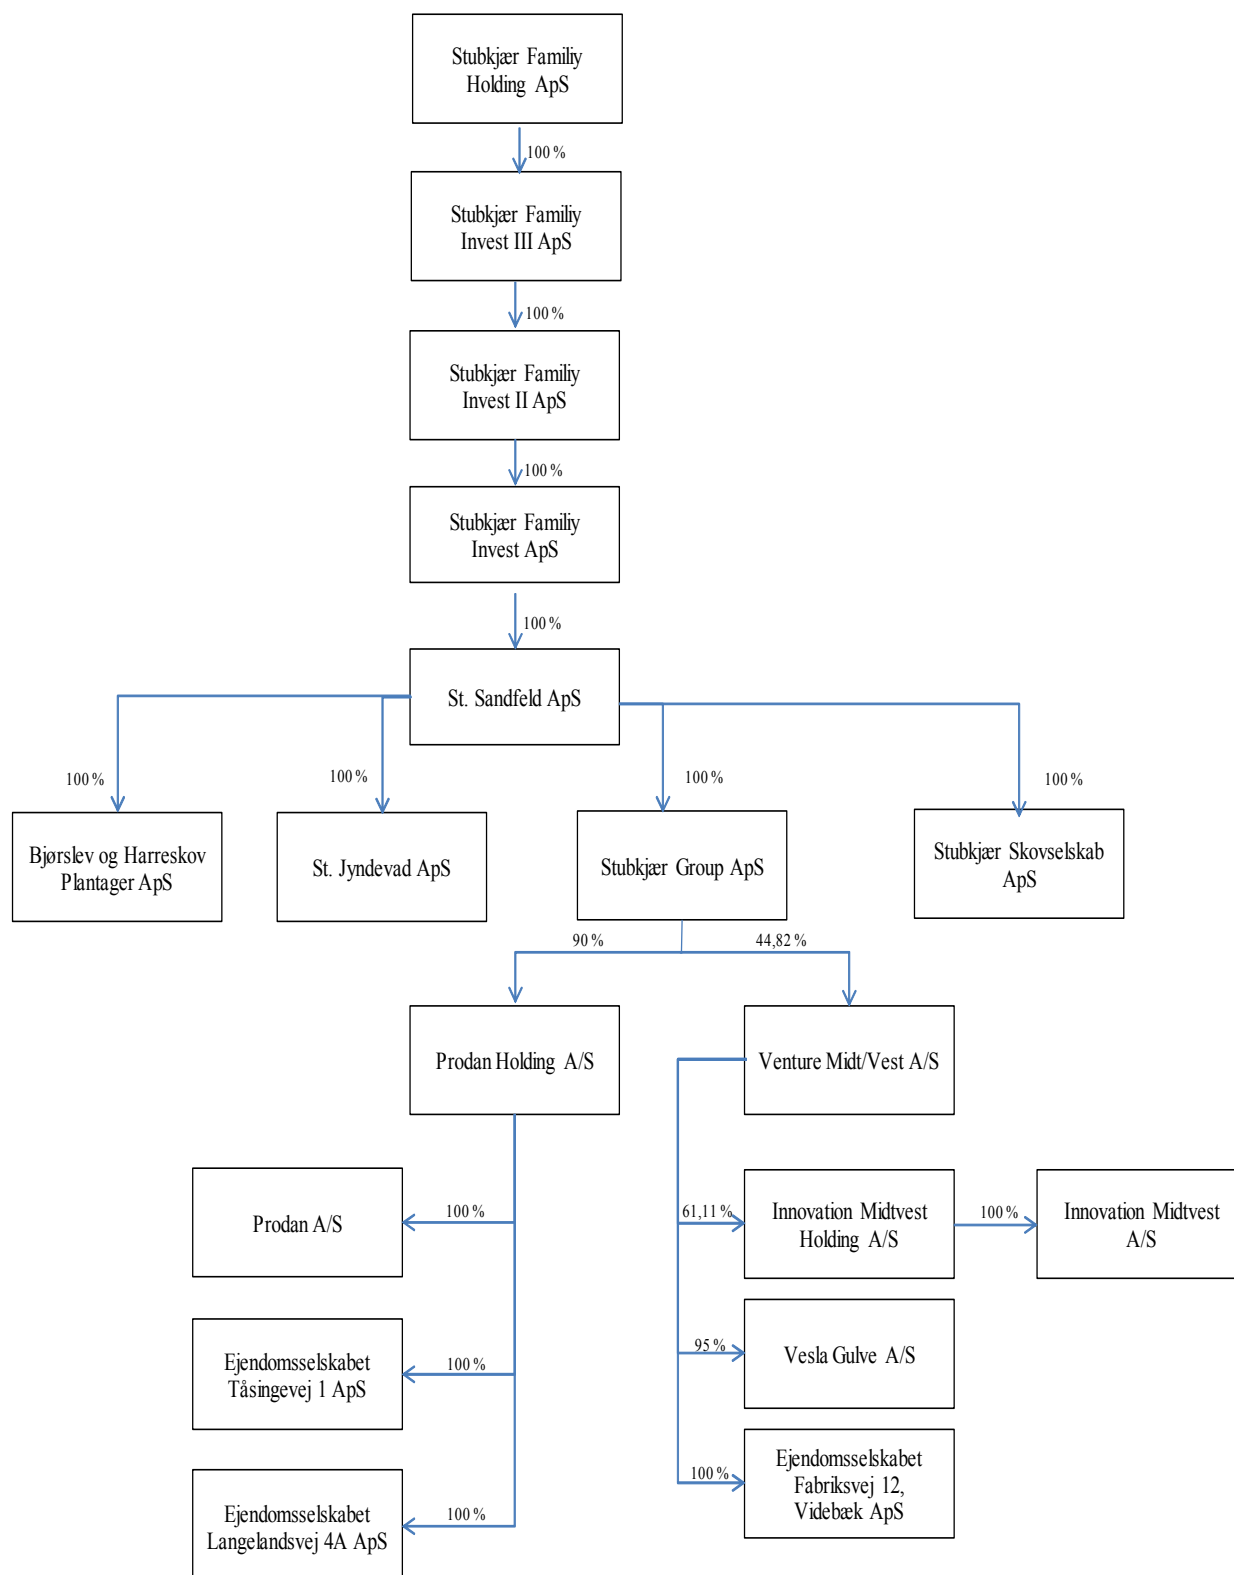 Stubkjær Familiy
Holding ApS
100 %
Stubkjær Familiy
Invest III ApS
100 %
Stubkjær Familiy
Invest II ApS
100 %
Stubkjær Familiy
Invest ApS
100 %
St. Sandfeld ApS
100 %
100 %
100 %
100 %
Bjørslev og Harreskov
Plantager ApS
St. Jyndevad ApS
Stubkjær Group ApS
Stubkjær Skovselskab
ApS
90 %
44,82 %
Prodan Holding A/S
Venture Midt/Vest A/S
Prodan A/S
100 %
61,11 %
Innovation Midtvest
Holding A/S
100 %
Innovation Midtvest
A/S
Ejendomsselskabet
Tåsingevej 1 ApS
100 %
95 %
Vesla Gulve A/S
Ejendomsselskabet
Langelandsvej 4A ApS
100 %
100 %
Ejendomsselskabet
Fabriksvej 12,
Videbæk ApS